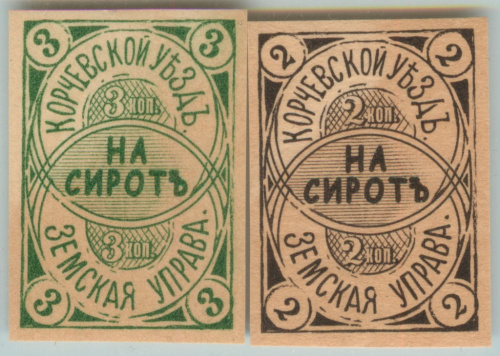 3 3
КОРЧЕВСКОЙ УѢЗДЪ.
3 КОП.
НА
СИРОТЪ
3 КОП.
ЗЕМСКАЯ УПРАВА.
3 3
2 2
КОРЧЕВСКОЙ УѢЗДЪ.
2 КОП.
НА
СИРОТЪ
2 КОП.
ЗЕМСКАЯ УПРАВА.
2 2